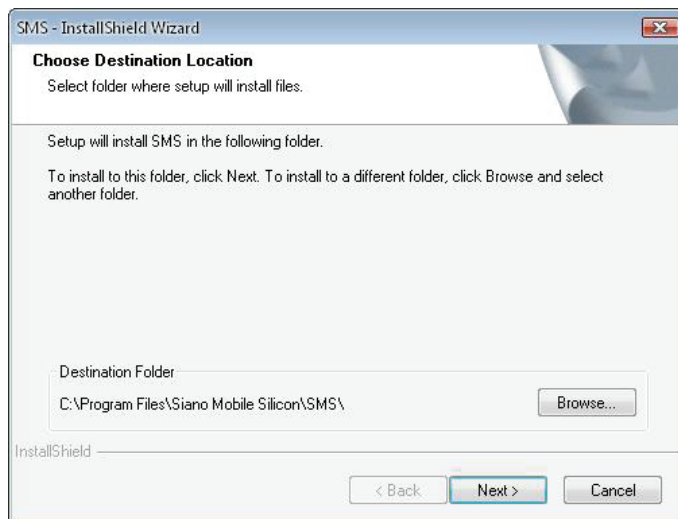 SMS - InstallShield Wizard
Choose Destination Location
Select folder where setup will install files.
Setup will install SMS in the following folder.
To install to this folder, click Next. To install to a different folder, click Browse and select
another folder.
Destination Folder
C:\Program Files\Siano Mobile Silicon\SMS\
Browse...
InstallShield
< Back
Next >
Cancel